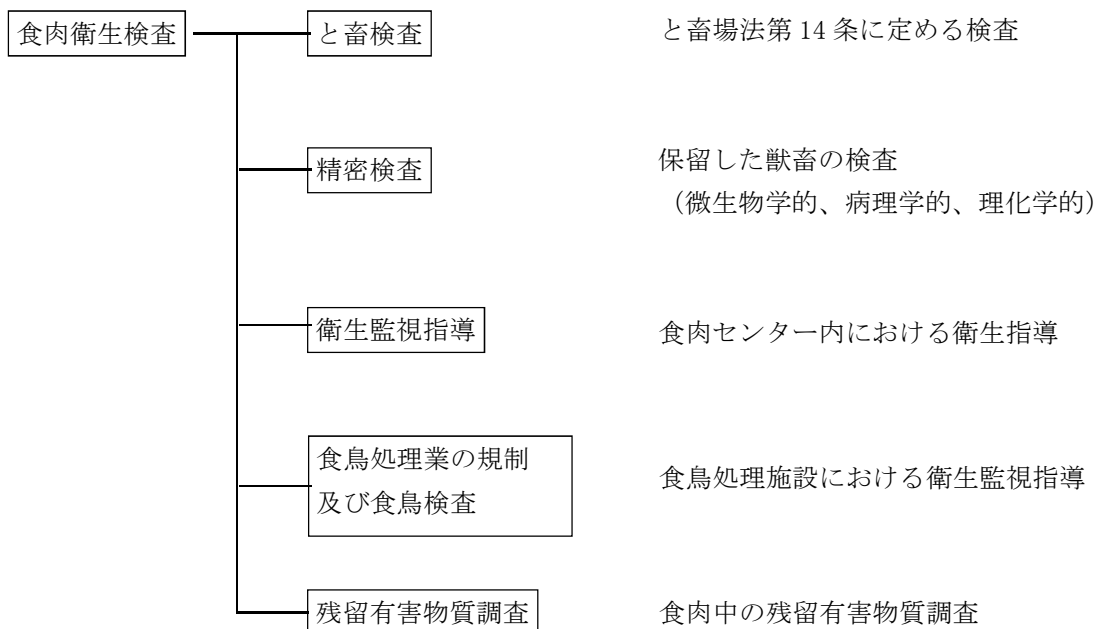 食肉衛生検査
と畜検査
と畜場法第14条に定める検査
精密検査
保留した獣畜の検査
（微生物学的、病理学的、理化学的）
衛生監視指導
食肉センター内における衛生指導
食鳥処理業の規制
及び食鳥検査
食鳥処理施設における衛生監視指導
残留有害物質調査
食肉中の残留有害物質調査